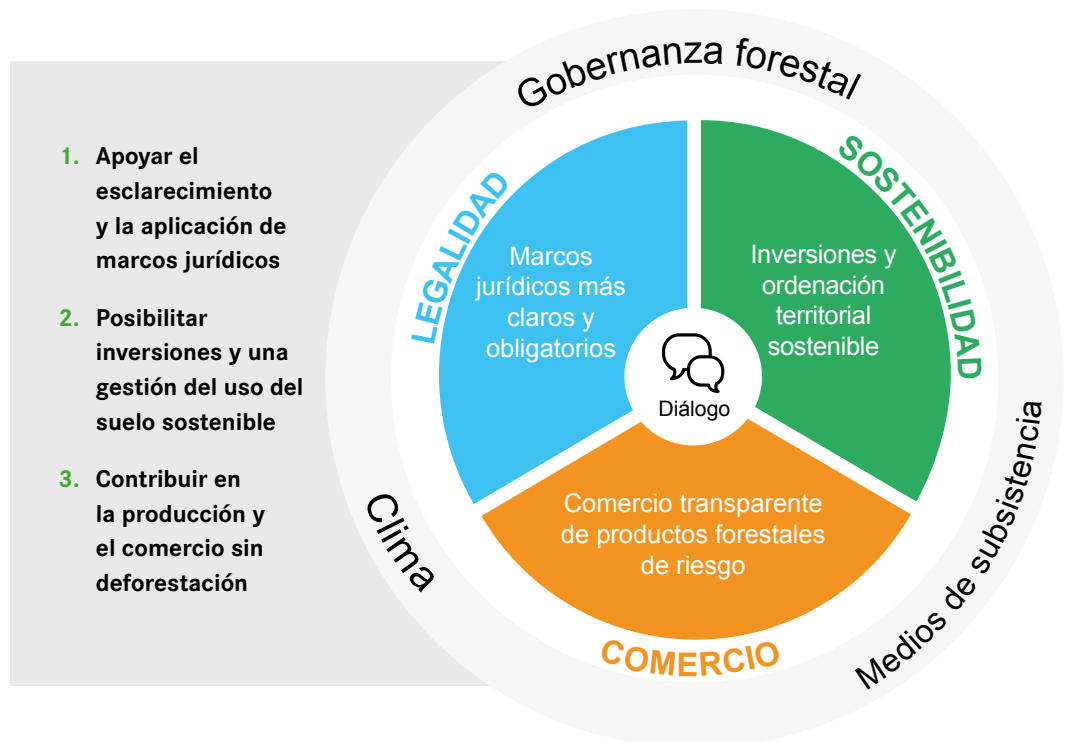 1. Apoyar el
esclarecimiento
y la aplicación de
marcos jurídicos
2. Posibilitar
inversiones y una
gestión del uso del
suelo sostenible
3. Contribuir en
la producción y
el comercio sin
deforestación
Gobernanza forestal
LEGALIDAD
Marcos
jurídicos más
claros y
obligatorios
SOSTENIBILIDAD
Inversiones y
ordenación
territorial
sostenible
Diálogo
Comercio transparente
de productos forestales
de riesgo
COMERCIO
Clima
Medios de subsistencia